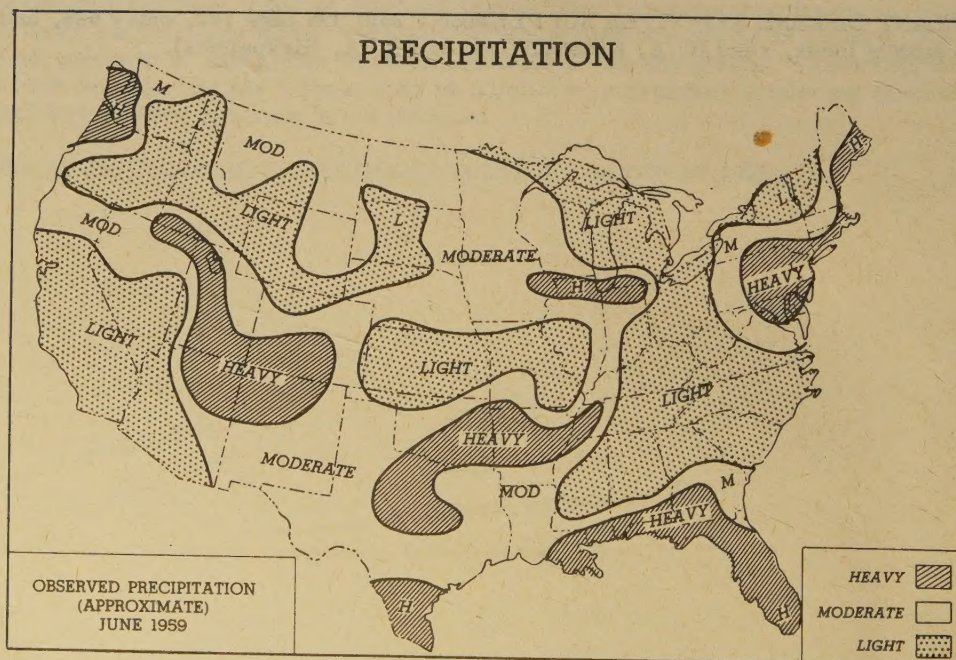 PRECIPITATION
H
M
L
MOD
LIGHT
L
MOD
MODERATE
LIGHT
H
H
L
M
HEAVY
LIGHT
HEAVY
LIGHT
LIGHT
HEAVY
MODERATE
MOD
M
HEAVY
H
H
OBSERVED PRECIPITATION
(APPROXIMATE)
JUNE 1959
HEAVY
MODERATE
LIGHT